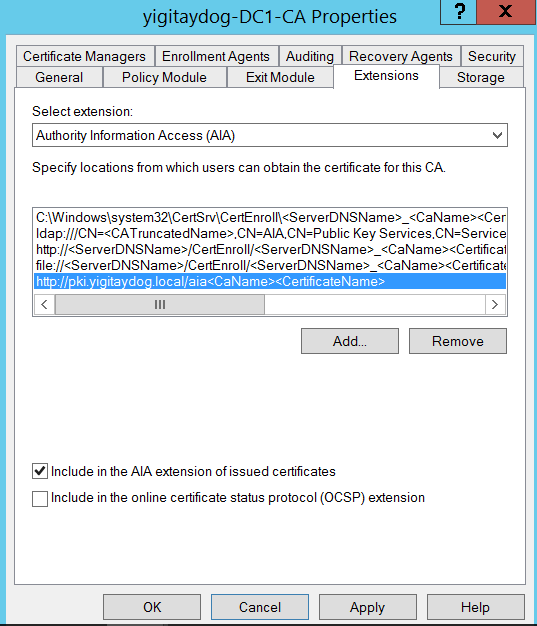 yigitaydog-DC1-CA Properties
? X
Certificate Managers Enrollment Agents Auditing Recovery Agents Security
General Policy Module Exit Module Extensions Storage
Select extension:
Authority Information Access (AIA)
Specify locations from which users can obtain the certificate for this CA.
C:\Windows\system32\CertSrv\CertEnroll\<ServerDNSName>_<CaName><Cer
ldap:///CN=<CATruncatedName>,CN=AIA,CN=Public Key Services,CN=Service
http://<ServerDNSName>/CertEnroll/<ServerDNSName>_<CaName><Certificat
file://<ServerDNSName>/CertEnroll/<ServerDNSName>_<CaName><Certificate
http://pki.yigitaydog.local/aia<CaName><CertificateName>
Add... Remove
Include in the AIA extension of issued certificates
Include in the online certificate status protocol (OCSP) extension
OK Cancel Apply Help